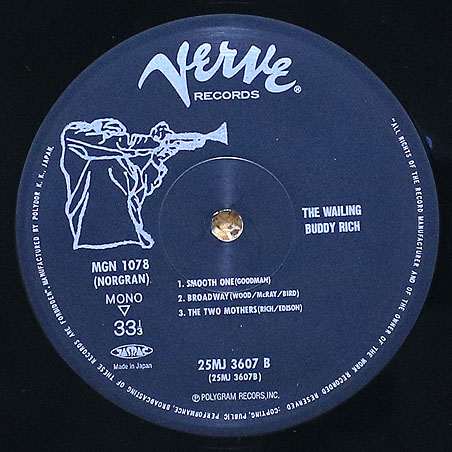 Verve®
RECORDS
THE WAILING
BUDDY RICH
MGN 1078
(NORGRAN)
MONO
▽
33⅓
JASRAC
Made in Japan
1. SMOOTH ONE(GOODMAN)
2. BROADWAY(WOOD/McRAY/BIRD)
3. THE TWO MOTHERS(RICH/EDISON)
25MJ 3607 B
(25MJ 3607B)
Ⓟ POLYGRAM RECORDS,INC.
"ALL RIGHTS OF THE RECORD MANUFACTURER AND OF THE OWNER OF THE WORK RECORDED RESERVED :COPYING, PUBLIC PERFORMANCE, BROADCASTING OF THESE RECORDS ARE FORBIDDEN". MANUFACTURED BY POLYDOR K. K., JAPAN.